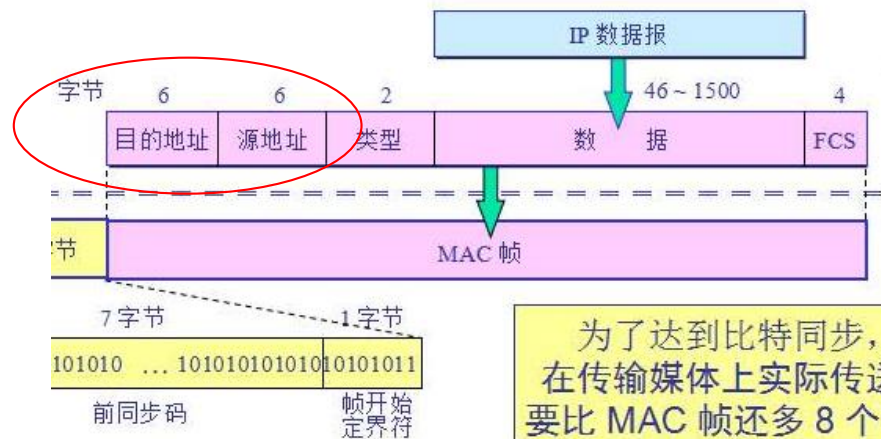 IP 数据报
字节 6 6 2 46 ~ 1500 4
目的地址 源地址 类型 数 据 FCS
节 MAC 帧
7 字节 1 字节
101010 … 10101010101010101011
前同步码 帧开始
定界符
为了达到比特同步，
在传输媒体上实际传送
要比 MAC 帧还多 8 个